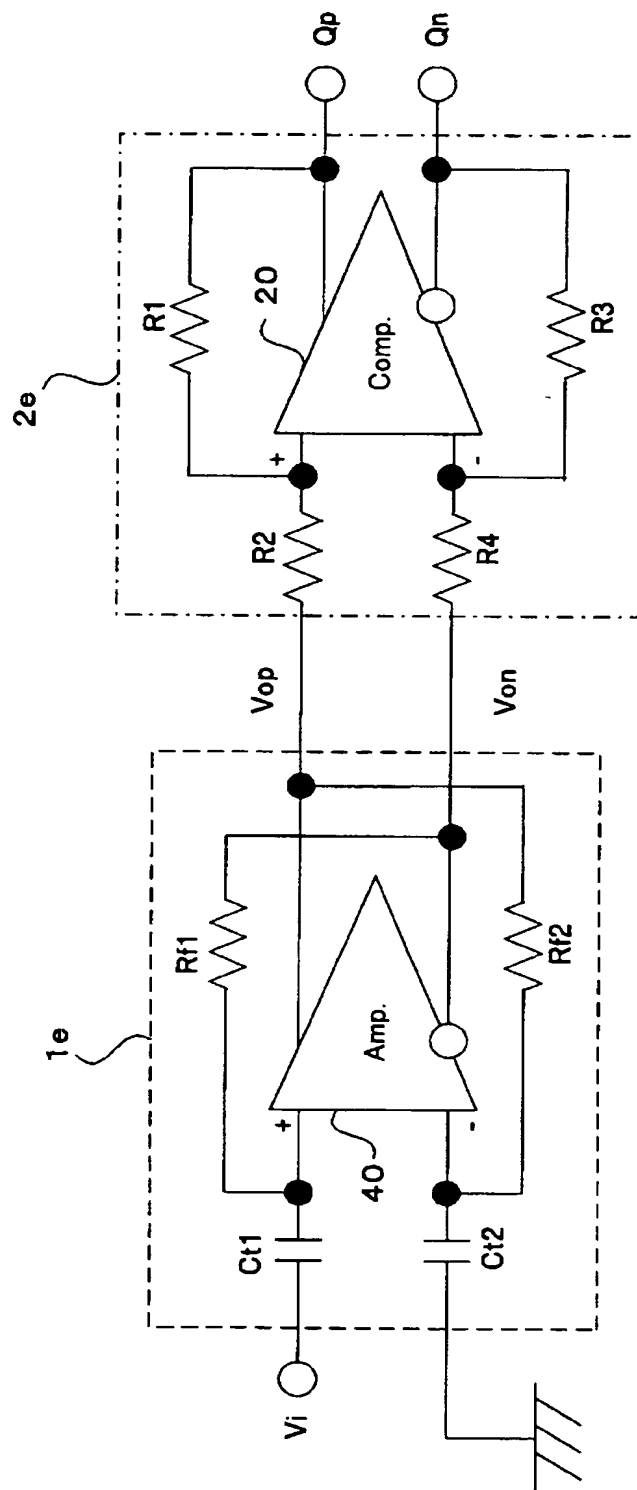 1e
2e
Rf1
R1
20
Qp
Vi
Ct1
+
Amp.
Vop
R2
+
Comp.
40
Ct2
-
Von
R4
-
Qn
Rf2
R3